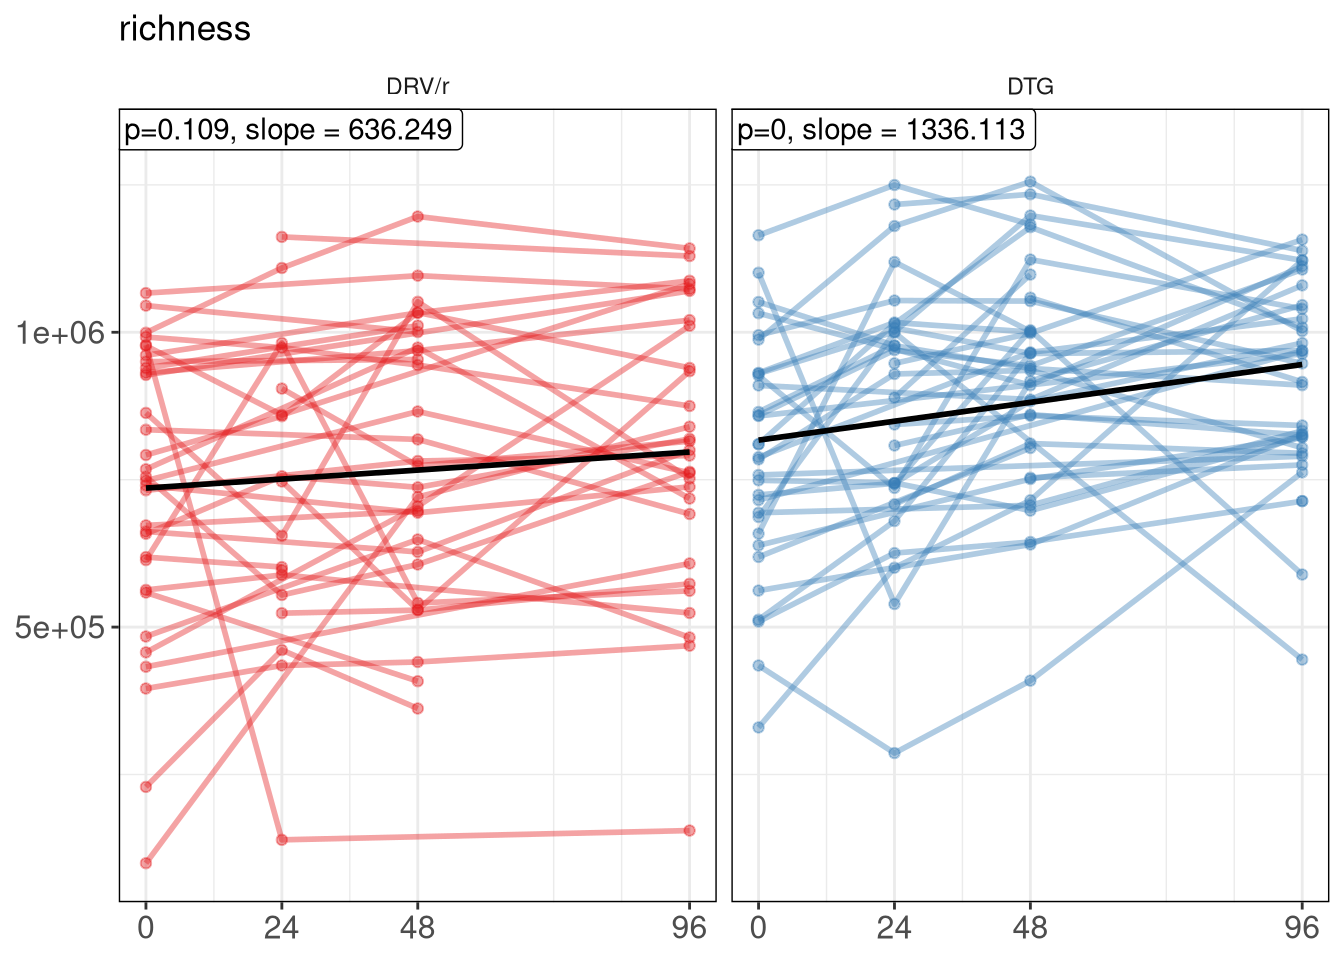 richness
DRV/r
DTG
p=0.109, slope = 636.249
p=0, slope = 1336.113
1e+06
5e+05
0
24
48
96
0
24
48
96